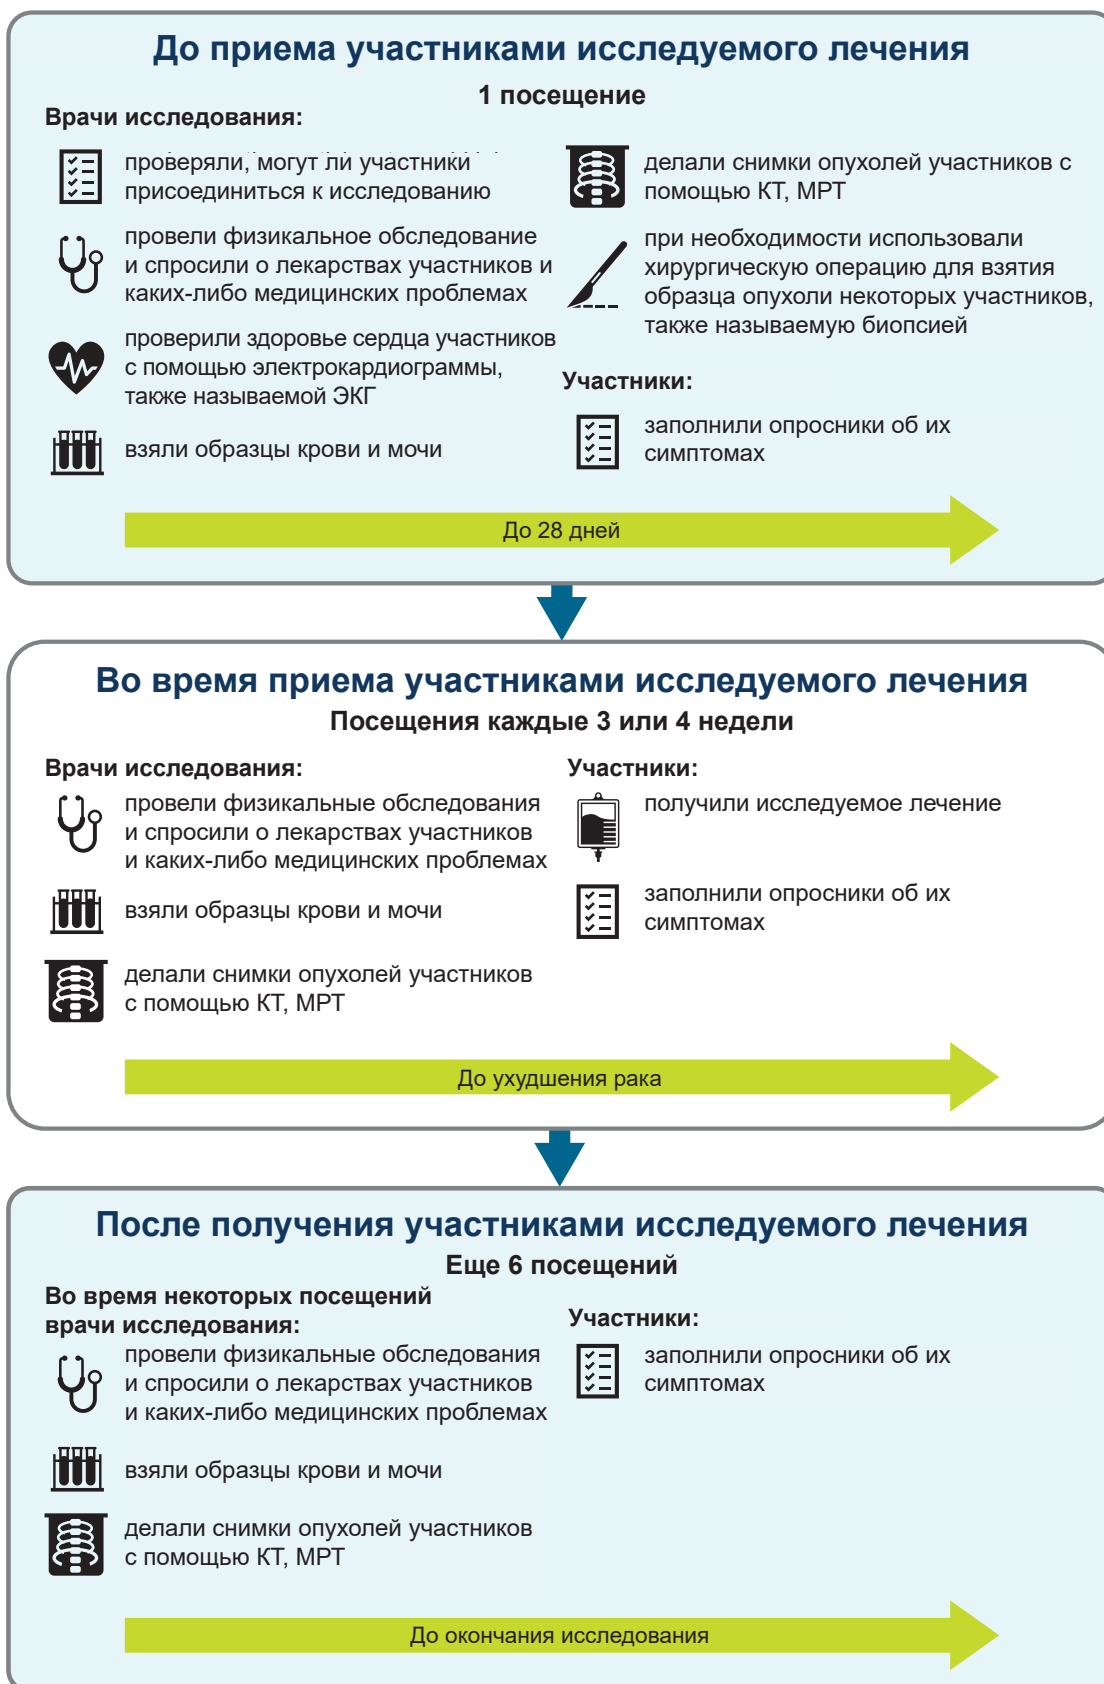 До приема участниками исследуемого лечения
1 посещение
Врачи исследования:
проверяли, могут ли участники
присоединиться к исследованию
провели физикальное обследование
и спросили о лекарствах участников и
каких-либо медицинских проблемах
проверили здоровье сердца участников
с помощью электрокардиограммы,
также называемой ЭКГ
взяли образцы крови и мочи
делали снимки опухолей участников с
помощью КТ, МРТ
при необходимости использовали
хирургическую операцию для взятия
образца опухоли некоторых участников,
также называемую биопсией
Участники:
заполнили опросники об их
симптомах
До 28 дней
Во время приема участниками исследуемого лечения
Посещения каждые 3 или 4 недели
Врачи исследования:
провели физикальные обследования
и спросили о лекарствах участников
и каких-либо медицинских проблемах
взяли образцы крови и мочи
делали снимки опухолей участников
с помощью КТ, МРТ
Участники:
получили исследуемое лечение
заполнили опросники об их
симптомах
До ухудшения рака
После получения участниками исследуемого лечения
Еще 6 посещений
Во время некоторых посещений
врачи исследования:
провели физикальные обследования
и спросили о лекарствах участников
и каких-либо медицинских проблемах
взяли образцы крови и мочи
делали снимки опухолей участников
с помощью КТ, МРТ
Участники:
заполнили опросники об их
симптомах
До окончания исследования